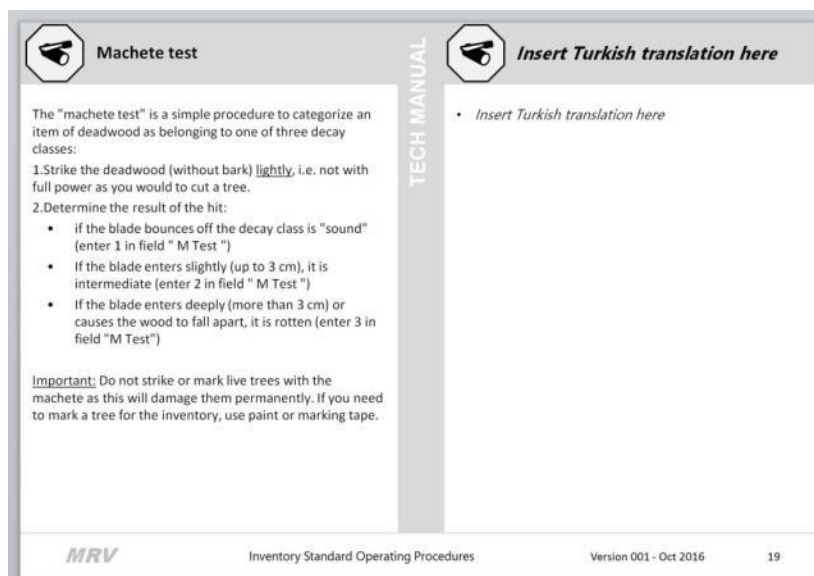 Machete test
The "machete test" is a simple procedure to categorize an
item of deadwood as belonging to one of three decay
classes:
1.Strike the deadwood (without bark) lightly, i.e. not with
full power as you would to cut a tree.
2.Determine the result of the hit:
• if the blade bounces off the decay class is "sound"
(enter 1 in field " M Test ")
• If the blade enters slightly (up to 3 cm), it is
intermediate (enter 2 in field " M Test ")
• If the blade enters deeply (more than 3 cm) or
causes the wood to fall apart, it is rotten (enter 3 in
field "M Test")
Important: Do not strike or mark live trees with the
machete as this will damage them permanently. If you need
to mark a tree for the inventory, use paint or marking tape.
TECH MANUAL
Insert Turkish translation here
• Insert Turkish translation here
MRV
Inventory Standard Operating Procedures
Version 001 - Oct 2016
19